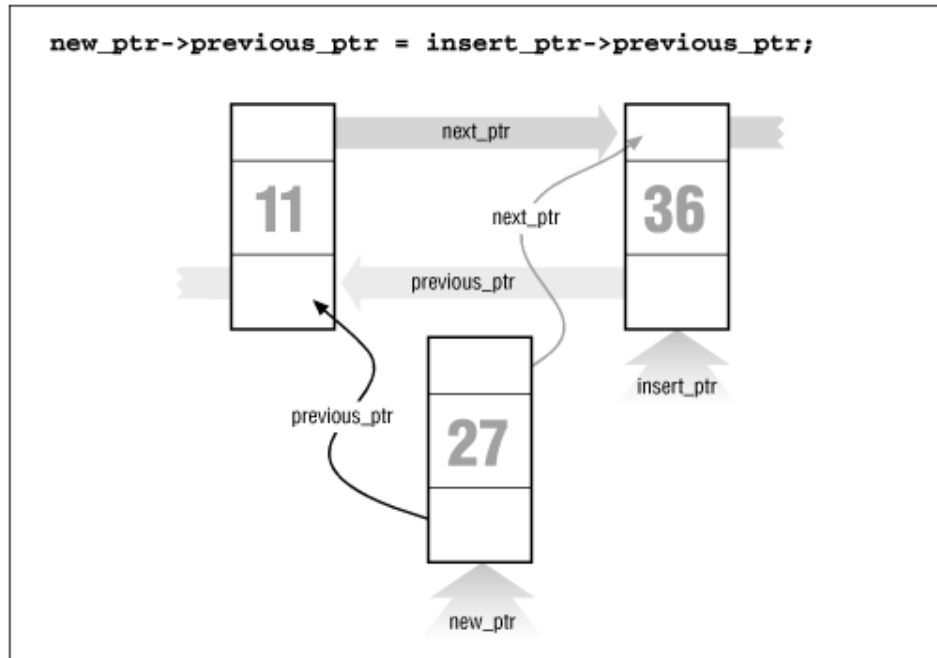 new_ptr->previous_ptr = insert_ptr->previous_ptr;
next_ptr
11
36
next_ptr
previous_ptr
insert_ptr
previous_ptr
27
new_ptr